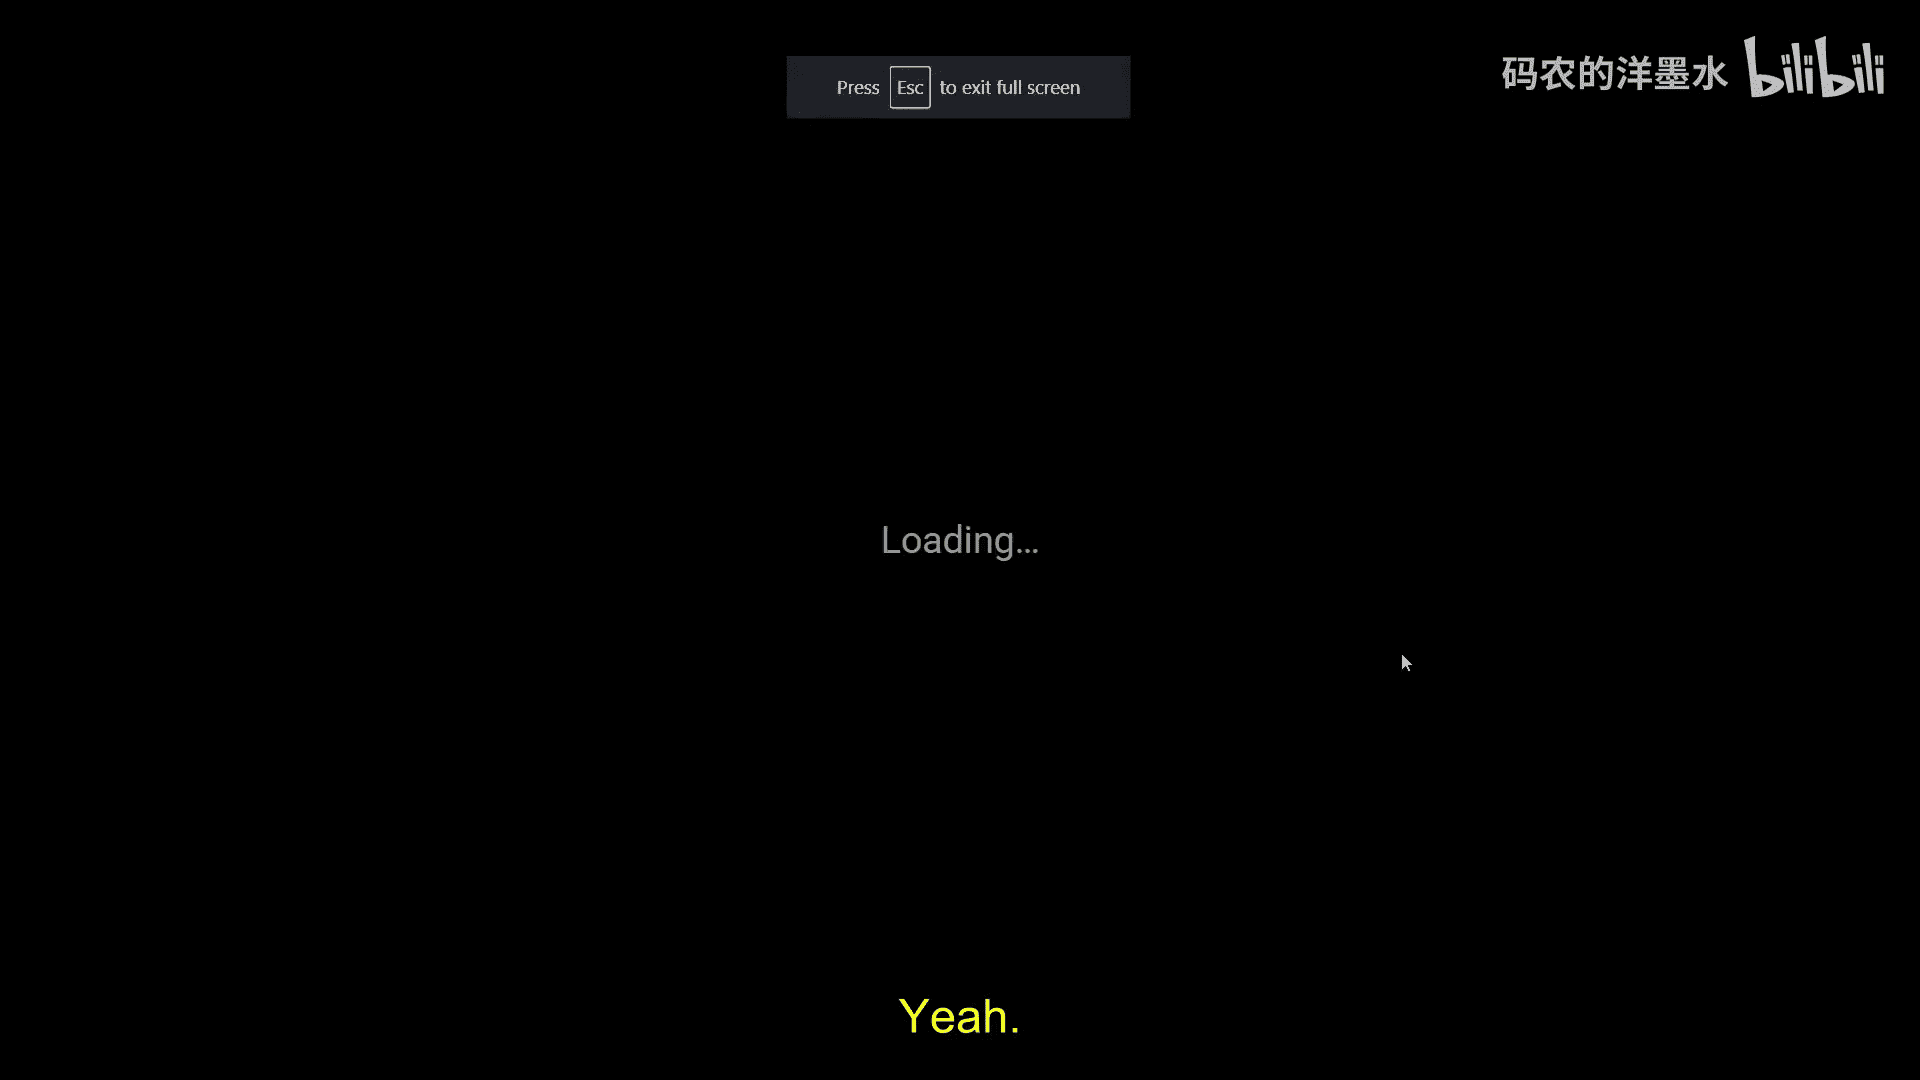 码农的洋墨水 bilibili
Press Esc to exit full screen
Loading...
Yeah.